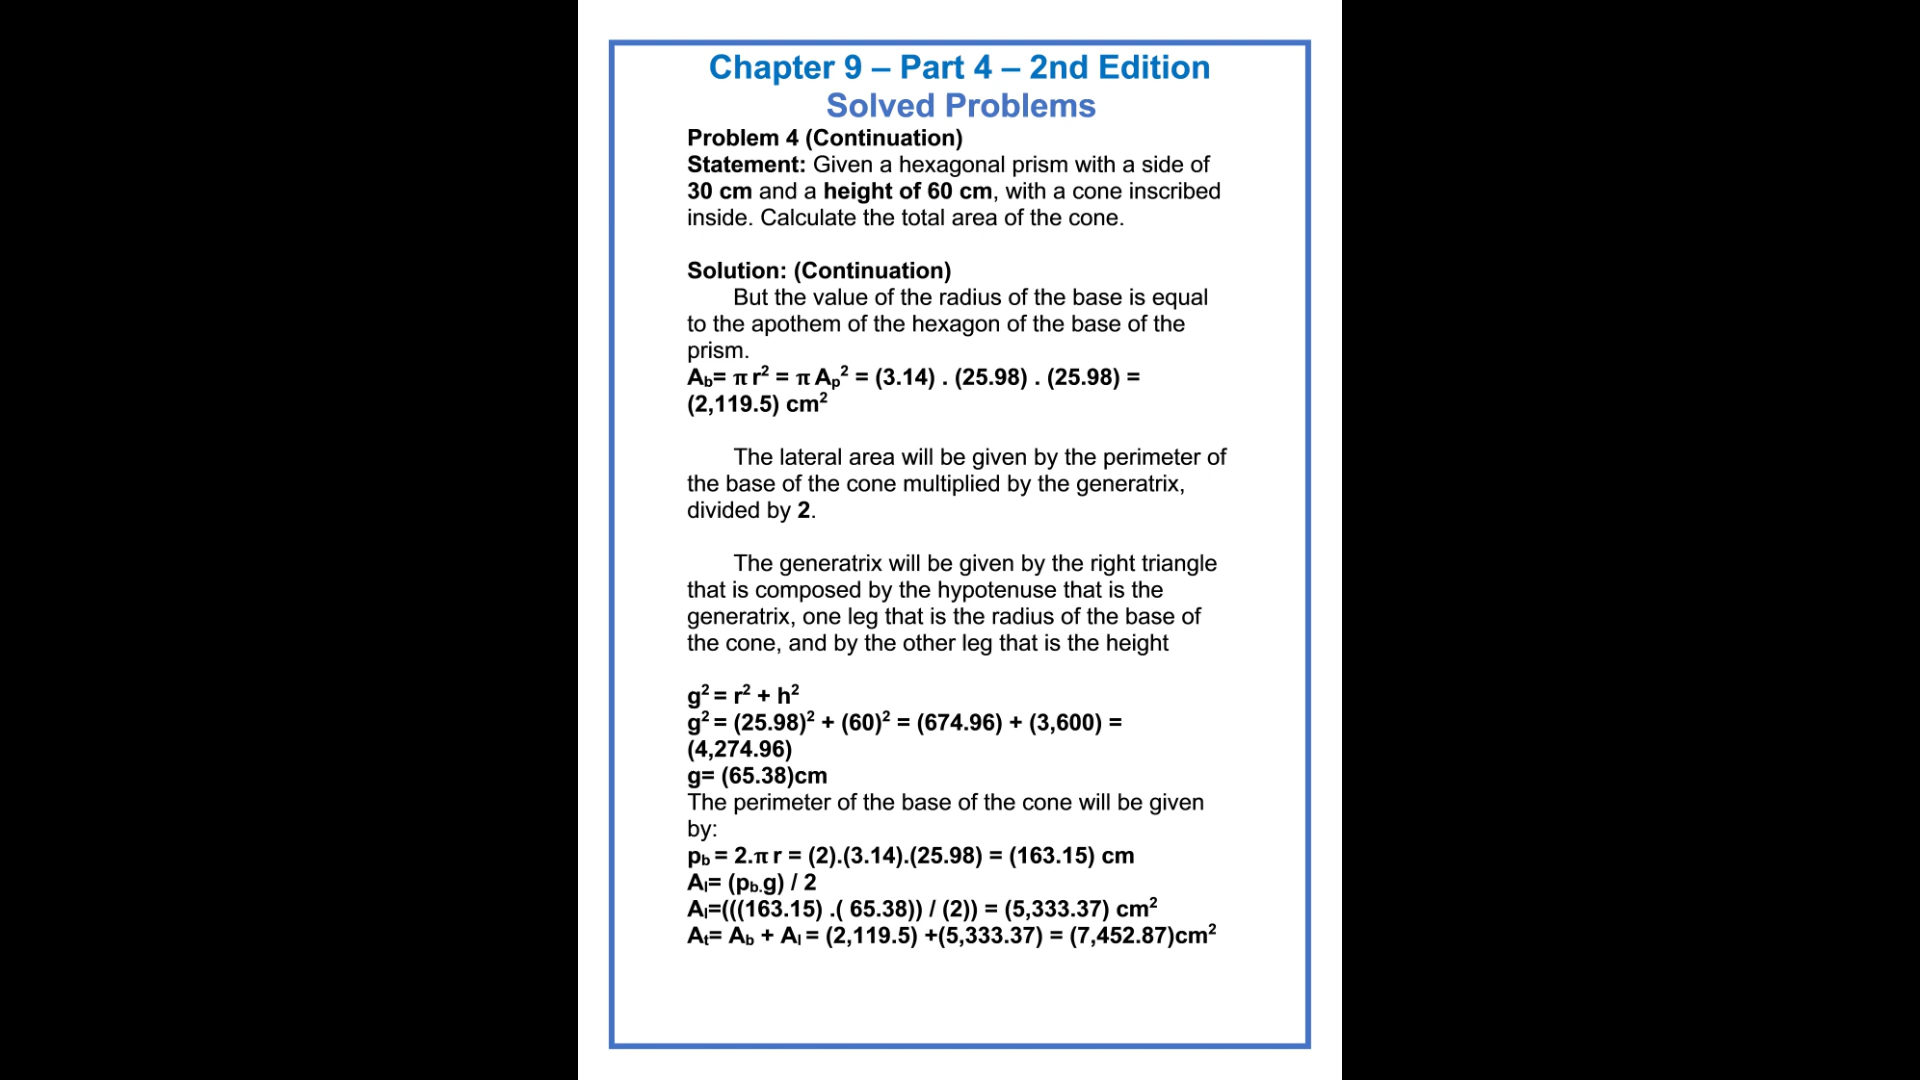 Chapter 9 – Part 4 – 2nd Edition
Solved Problems
Problem 4 (Continuation)
Statement: Given a hexagonal prism with a side of
30 cm and a height of 60 cm, with a cone inscribed
inside. Calculate the total area of the cone.
Solution: (Continuation)
But the value of the radius of the base is equal
to the apothem of the hexagon of the base of the
prism.
A_b= π r² = π A_p² = (3.14) . (25.98) . (25.98) =
(2,119.5) cm²
The lateral area will be given by the perimeter of
the base of the cone multiplied by the generatrix,
divided by 2.
The generatrix will be given by the right triangle
that is composed by the hypotenuse that is the
generatrix, one leg that is the radius of the base of
the cone, and by the other leg that is the height
g² = r² + h²
g² = (25.98)² + (60)² = (674.96) + (3,600) =
(4,274.96)
g= (65.38)cm
The perimeter of the base of the cone will be given
by:
p_b = 2.π r = (2).(3.14).(25.98) = (163.15) cm
A_l= (p_b.g) / 2
A_l=(((163.15) .( 65.38)) / (2)) = (5,333.37) cm²
A_t= A_b + A_l = (2,119.5) +(5,333.37) = (7,452.87)cm²